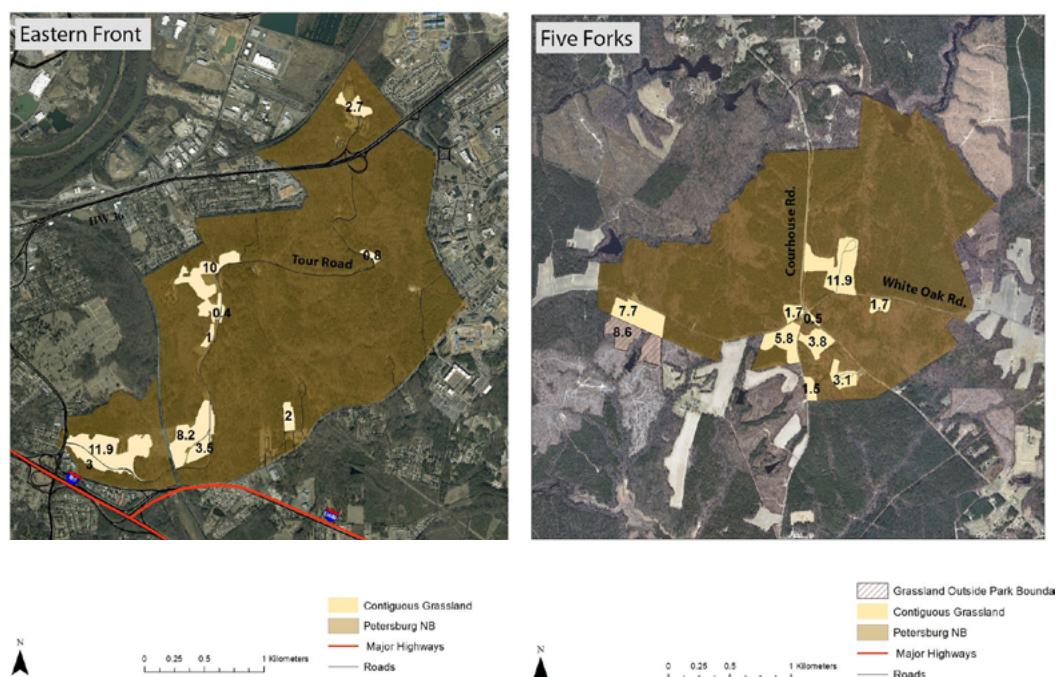 Eastern Front
2.7
HW 36
Tour Road
0.8
10
0.4
1
2
8.2
3.5
11.9
3
Five Forks
Courhouse Rd.
11.9
White Oak Rd.
1.7
1.7
0.5
7.7
8.6
5.8
3.8
3.1
1.5
N
0 0.25 0.5 1 Kilometers
Contiguous Grassland
Petersburg NB
Major Highways
Roads
N
0 0.25 0.5 1 Kilometers
Grassland Outside Park Bounda
Contiguous Grassland
Petersburg NB
Major Highways
Roads